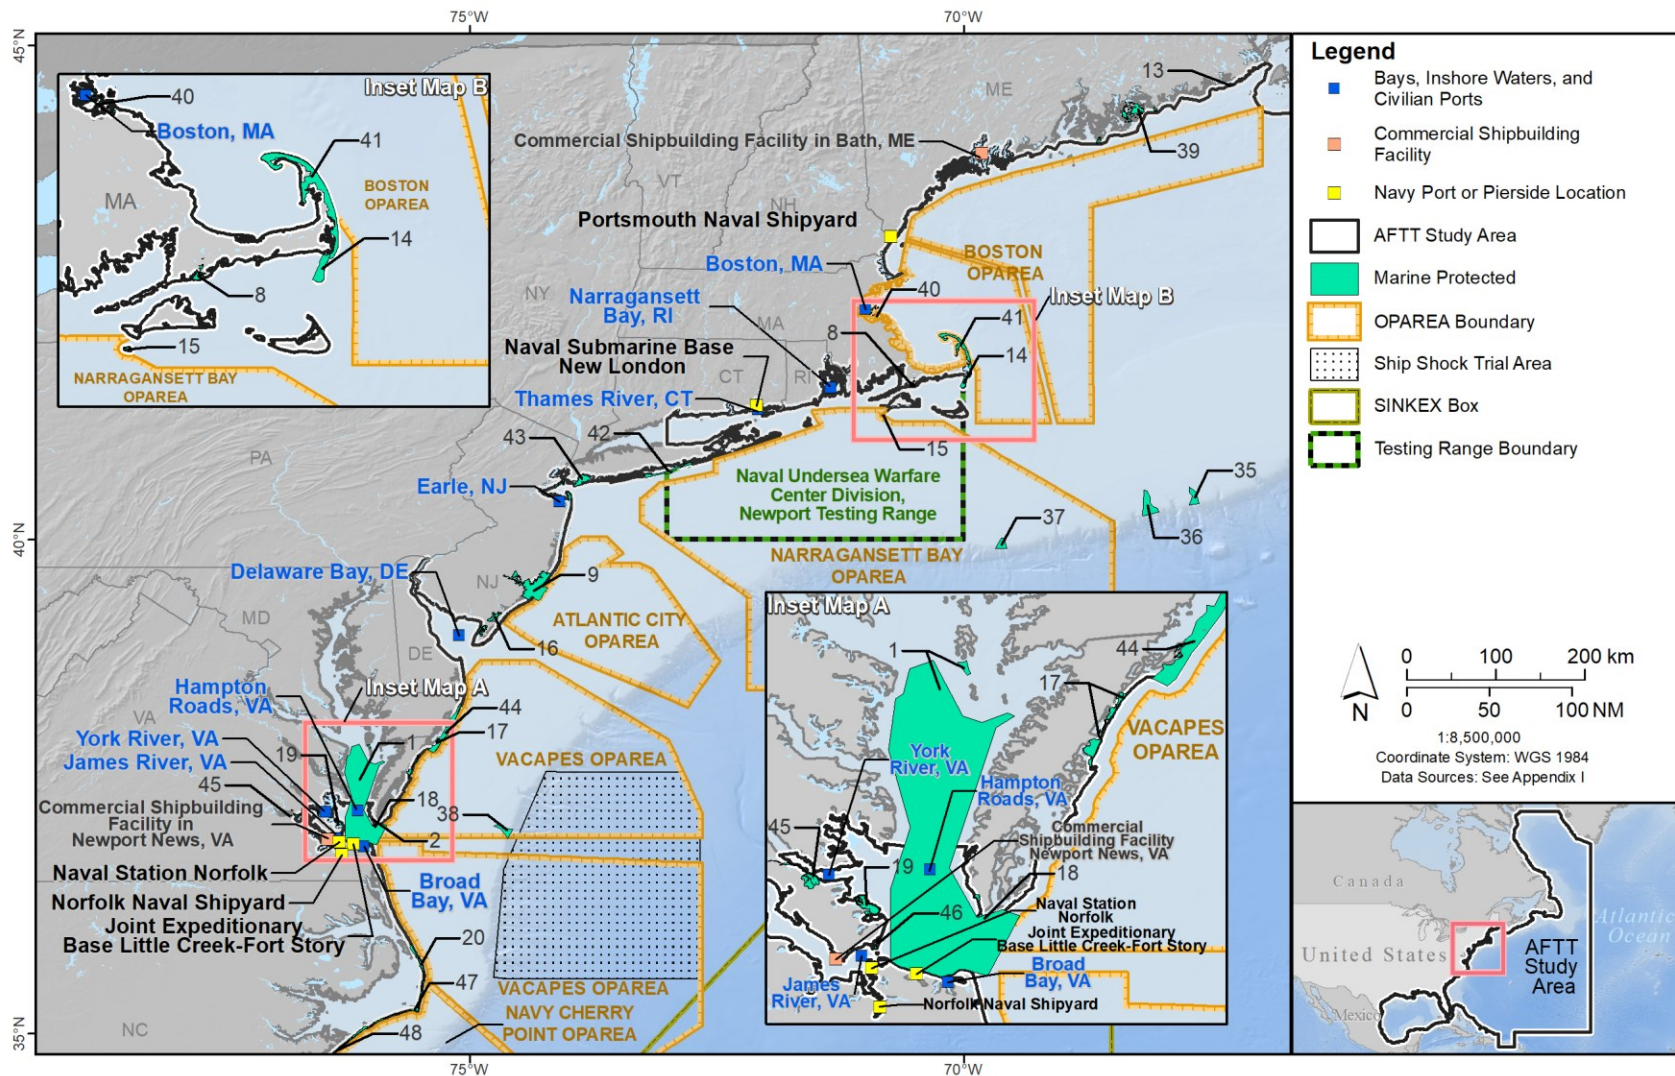 75°W
70°W
45°N
40°N
35°N
75°W
70°W
Inset Map B
40
Boston, MA
41
MA
BOSTON
OPAREA
14
8
15
NARRAGANSETT BAY
OPAREA
13
ME
Commercial Shipbuilding Facility in Bath, ME
39
VT
NH
Portsmouth Naval Shipyard
Boston, MA
BOSTON
OPAREA
Narragansett
Bay, RI
40
Inset Map B
NY
MA
8
41
14
Naval Submarine Base
New London
CT
RI
Thames River, CT
43
42
15
PA
Earle, NJ
Naval Undersea Warfare
Center Division,
Newport Testing Range
35
37
36
NARRAGANSETT BAY
OPAREA
Delaware Bay, DE
NJ
9
MD
ATLANTIC CITY
OPAREA
16
DE
Hampton
Roads, VA
Inset Map A
VA
44
York River, VA
19
1
17
VACAPES OPAREA
James River, VA
45
18
38
Commercial Shipbuilding
Facility in
Newport News, VA
2
Naval Station Norfolk
Broad
Bay, VA
Norfolk Naval Shipyard
Joint Expeditionary
Base Little Creek-Fort Story
20
47
VACAPES OPAREA
NAVY CHERRY
POINT OPAREA
NC
48
Inset Map A
1
44
17
VACAPES
OPAREA
York
River, VA
Hampton
Roads, VA
45
Commercial
Shipbuilding Facility
Newport News, VA
19
18
46
Naval Station
Norfolk
Joint Expeditionary
Base Little Creek-Fort Story
James
River, VA
Broad
Bay, VA
Norfolk Naval Shipyard
Legend
Bays, Inshore Waters, and
Civilian Ports
Commercial Shipbuilding
Facility
Navy Port or Pierside Location
AFTT Study Area
Marine Protected
OPAREA Boundary
Ship Shock Trial Area
SINKEX Box
Testing Range Boundary
N
0 100 200 km
0 50 100 NM
1:8,500,000
Coordinate System: WGS 1984
Data Sources: See Appendix I
Canada
United States
Mexico
Atlantic
Ocean
AFTT
Study
Area